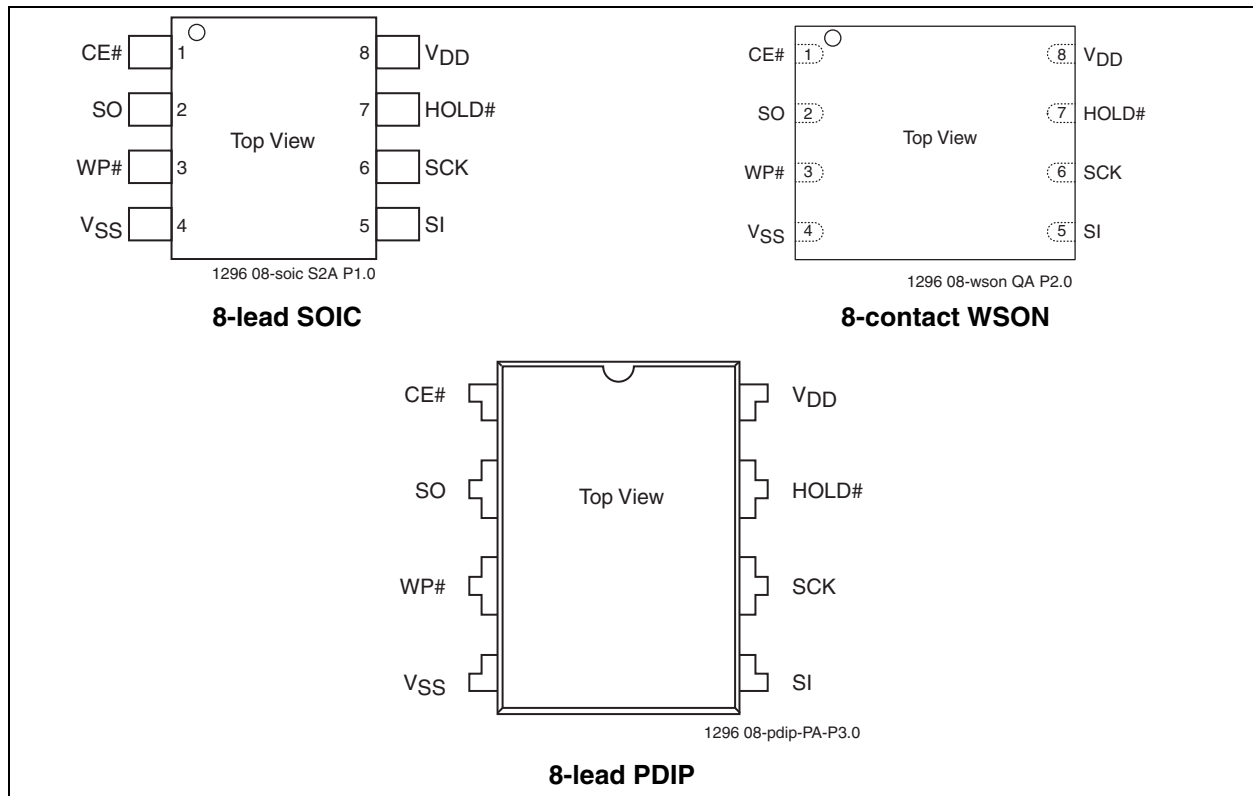 CE# 1 8 VDD
SO 2 7 HOLD#
Top View
WP# 3 6 SCK
VSS 4 5 SI
1296 08-soic S2A P1.0
8-lead SOIC
CE# 1 8 VDD
SO 2 7 HOLD#
Top View
WP# 3 6 SCK
VSS 4 5 SI
1296 08-wson QA P2.0
8-contact WSON
CE# VDD
SO Top View HOLD#
WP# SCK
VSS SI
1296 08-pdip-PA-P3.0
8-lead PDIP